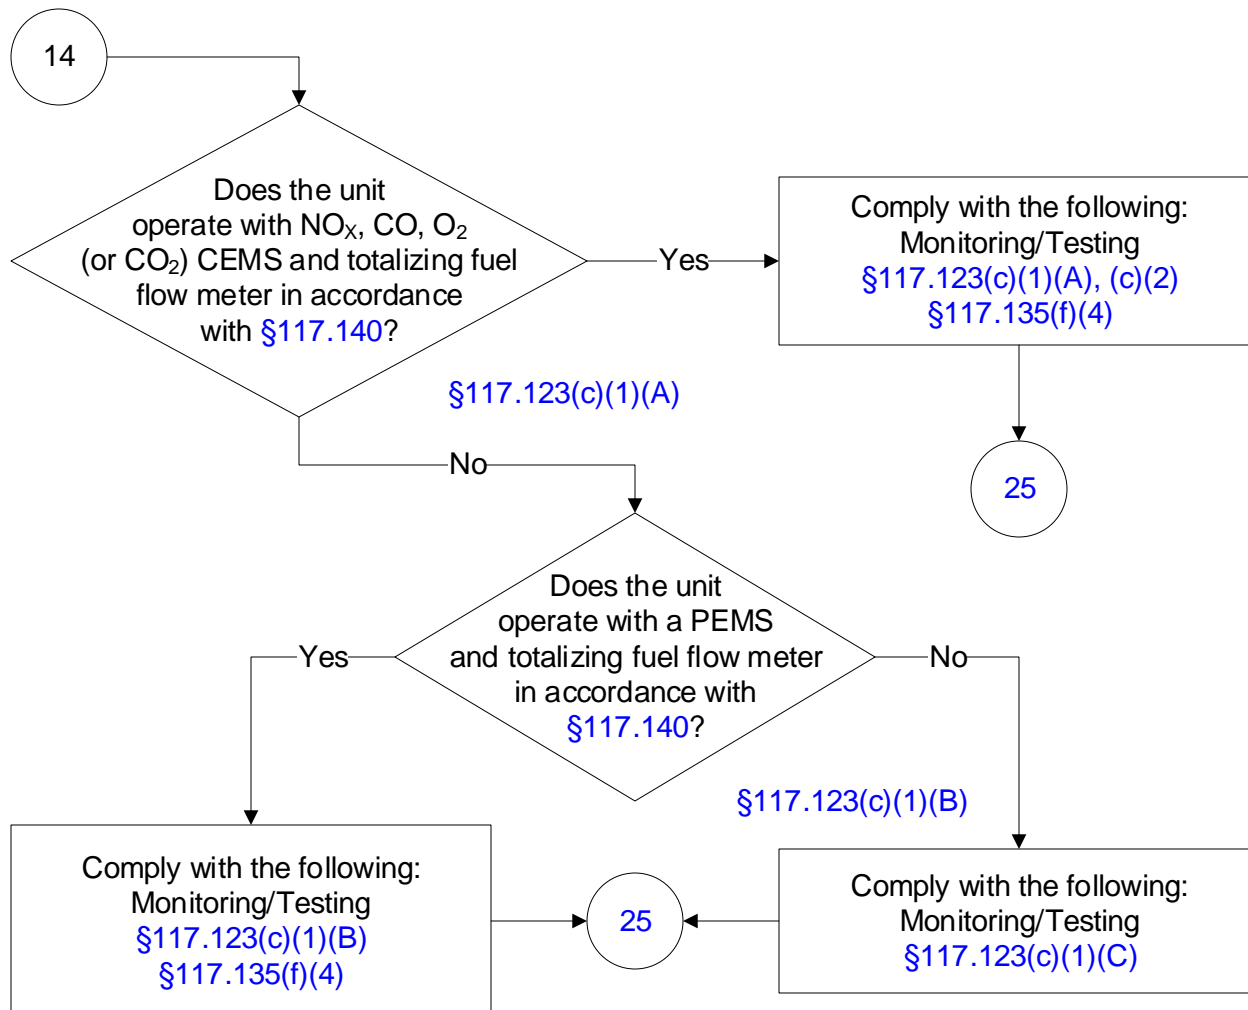 14
Does the unit
operate with NOX, CO, O2
(or CO2) CEMS and totalizing fuel
flow meter in accordance
with §117.140?
Yes
Comply with the following:
Monitoring/Testing
§117.123(c)(1)(A), (c)(2)
§117.135(f)(4)
§117.123(c)(1)(A)
No
25
Does the unit
operate with a PEMS
and totalizing fuel flow meter
in accordance with
§117.140?
Yes
No
§117.123(c)(1)(B)
Comply with the following:
Monitoring/Testing
§117.123(c)(1)(B)
§117.135(f)(4)
25
Comply with the following:
Monitoring/Testing
§117.123(c)(1)(C)